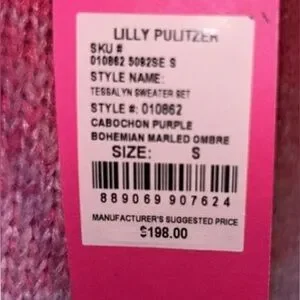 LILLY PULITZER
SKU #
010862 5092SE S
STYLE NAME:
TESSALYN SWEATER SET
STYLE #: 010862
CABOCHON PURPLE
BOHEMIAN MARLED OMBRE
SIZE: S
889069 907624
MANUFACTURER'S SUGGESTED PRICE
$198.00